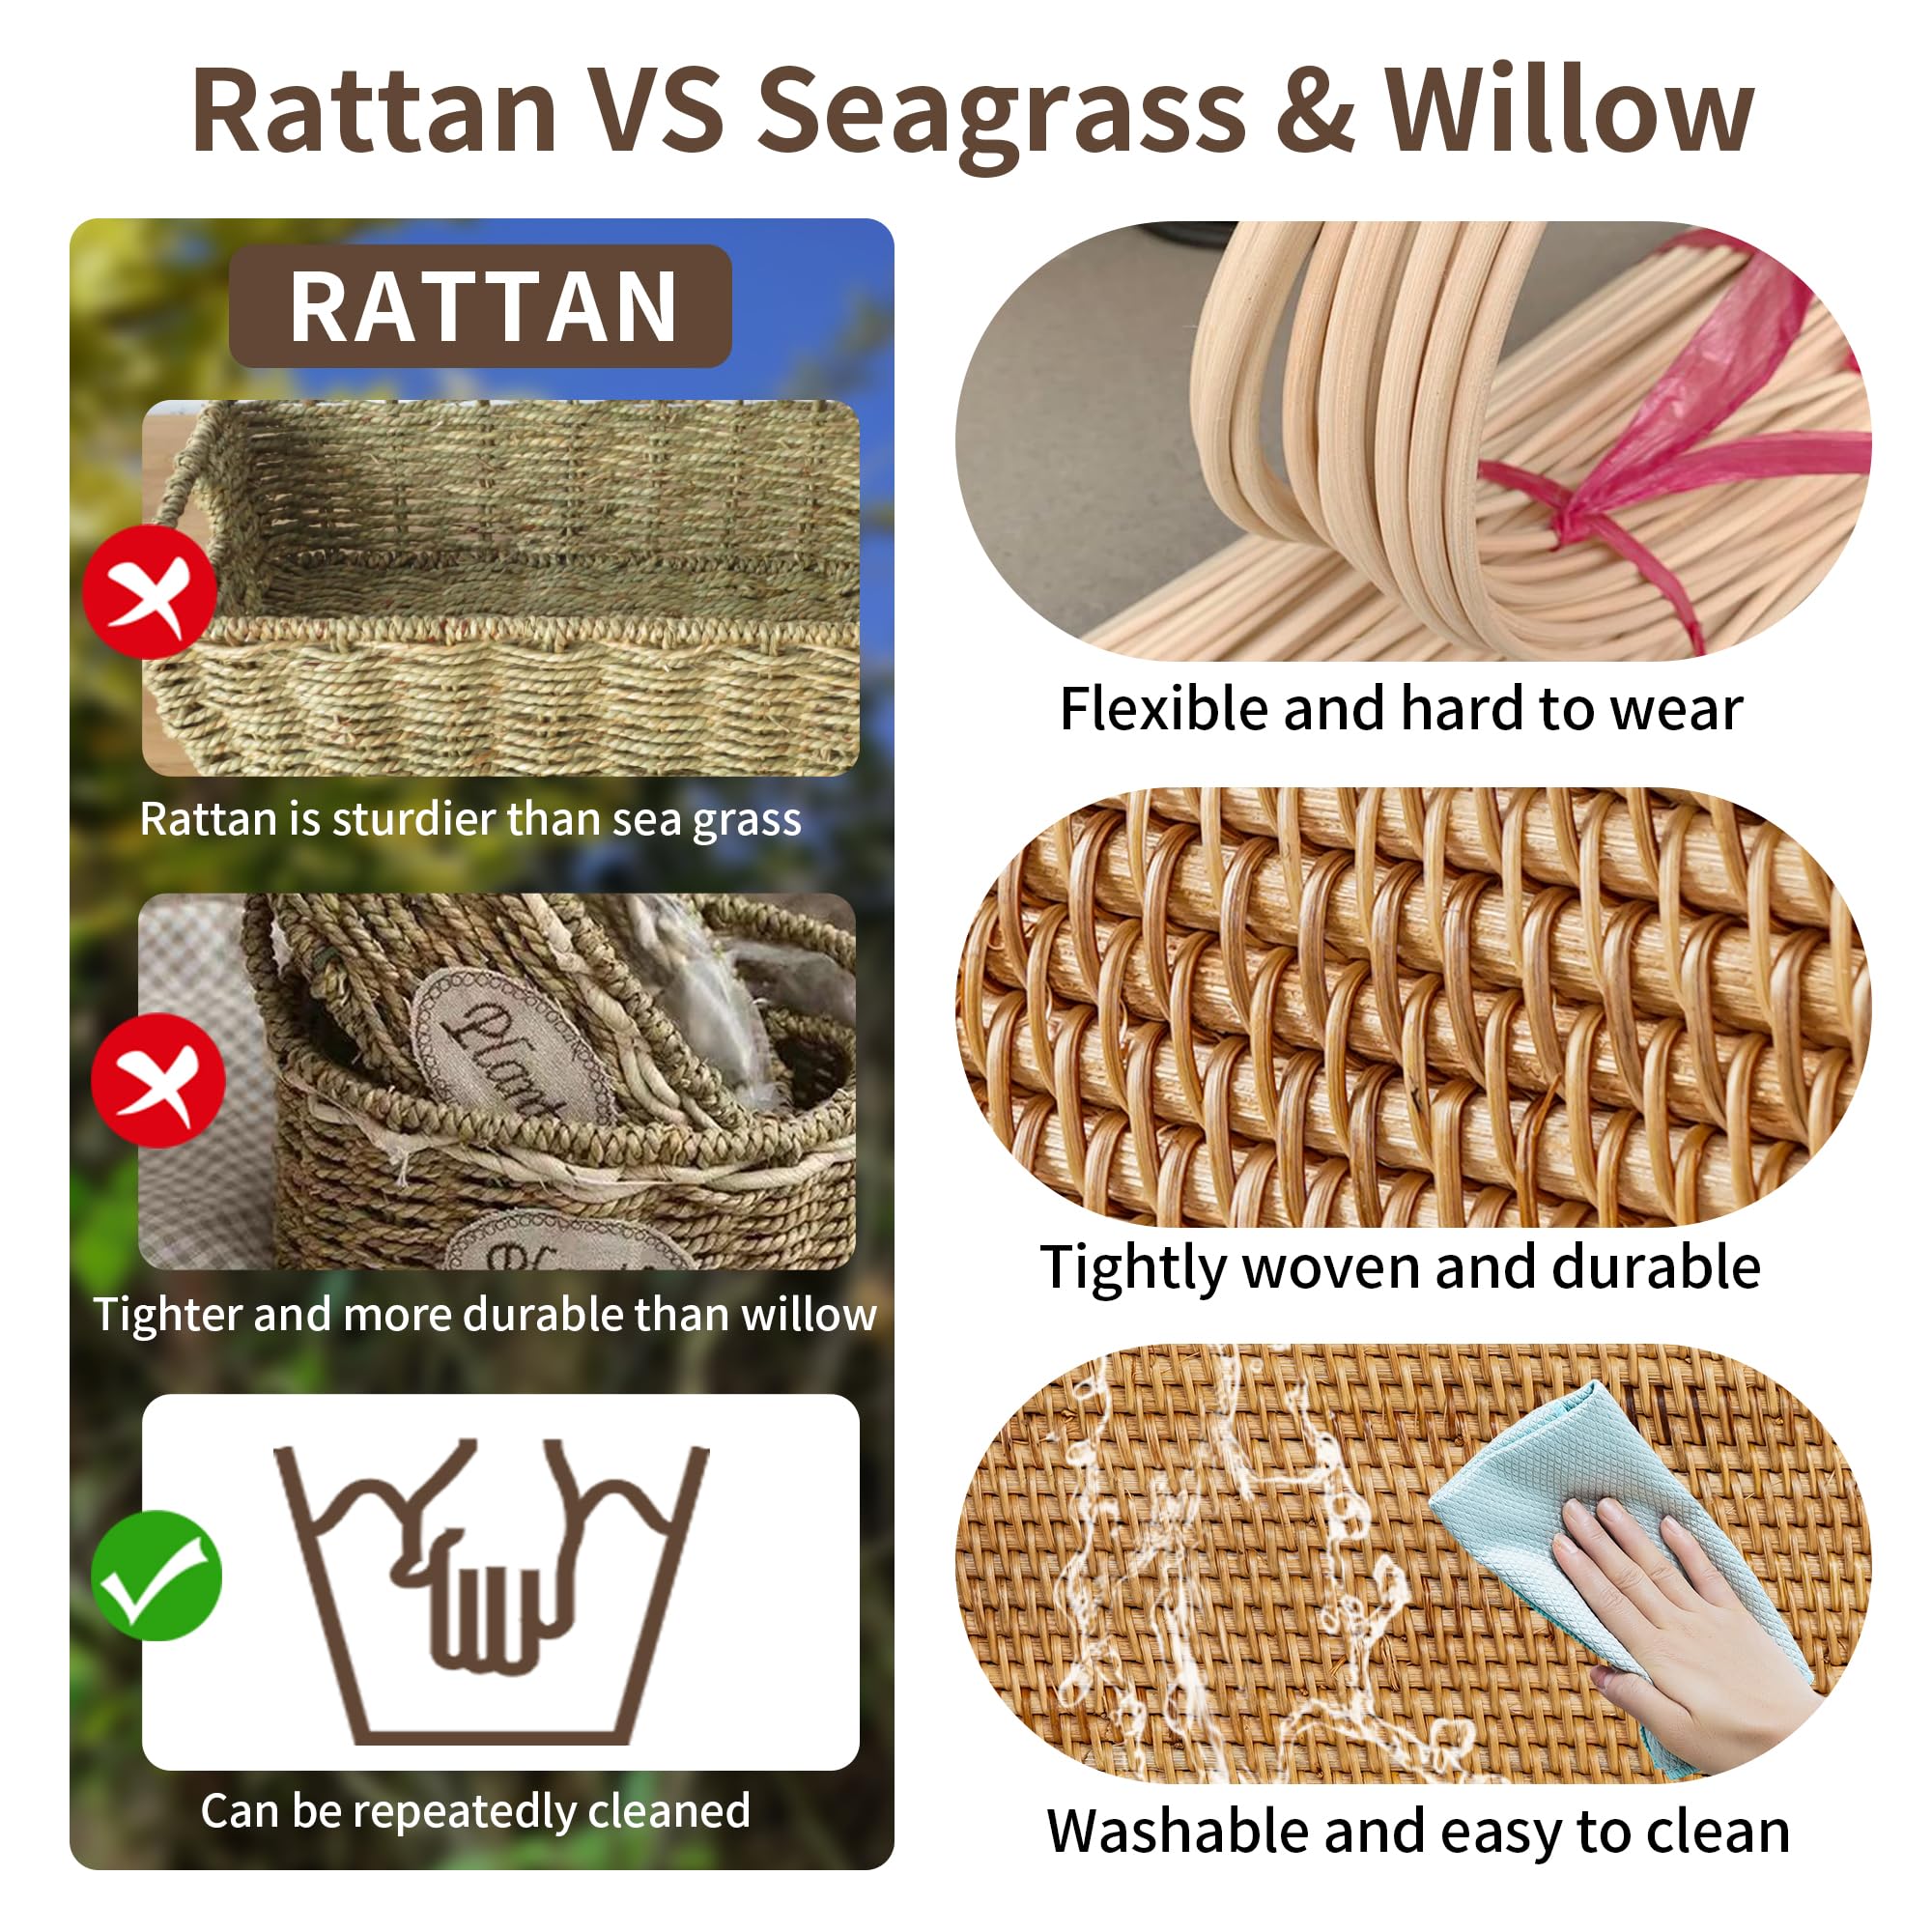 Rattan VS Seagrass & Willow
RATTAN
Rattan is sturdier than sea grass
Plant
Tighter and more durable than willow
Can be repeatedly cleaned
Flexible and hard to wear
Tightly woven and durable
Washable and easy to clean